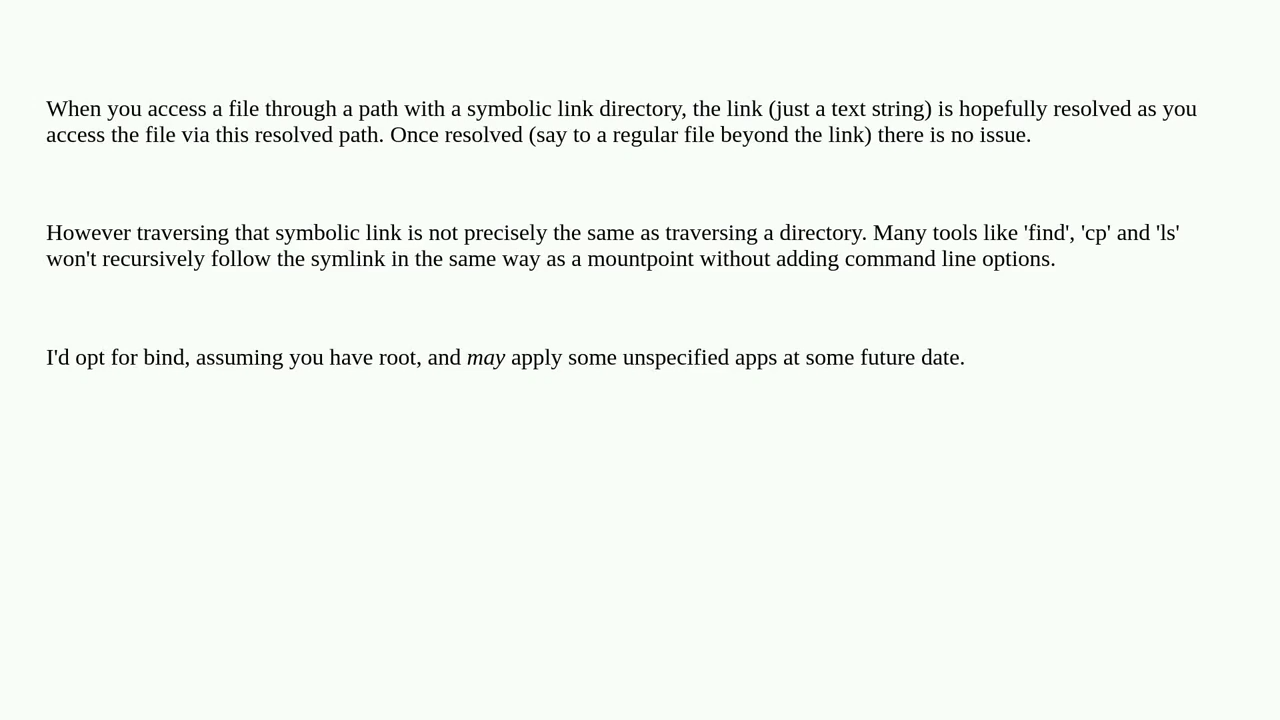 When you access a file through a path with a symbolic link directory, the link (just a text string) is hopefully resolved as you
access the file via this resolved path. Once resolved (say to a regular file beyond the link) there is no issue.
However traversing that symbolic link is not precisely the same as traversing a directory. Many tools like 'find', 'cp' and 'ls'
won't recursively follow the symlink in the same way as a mountpoint without adding command line options.
I'd opt for bind, assuming you have root, and may apply some unspecified apps at some future date.